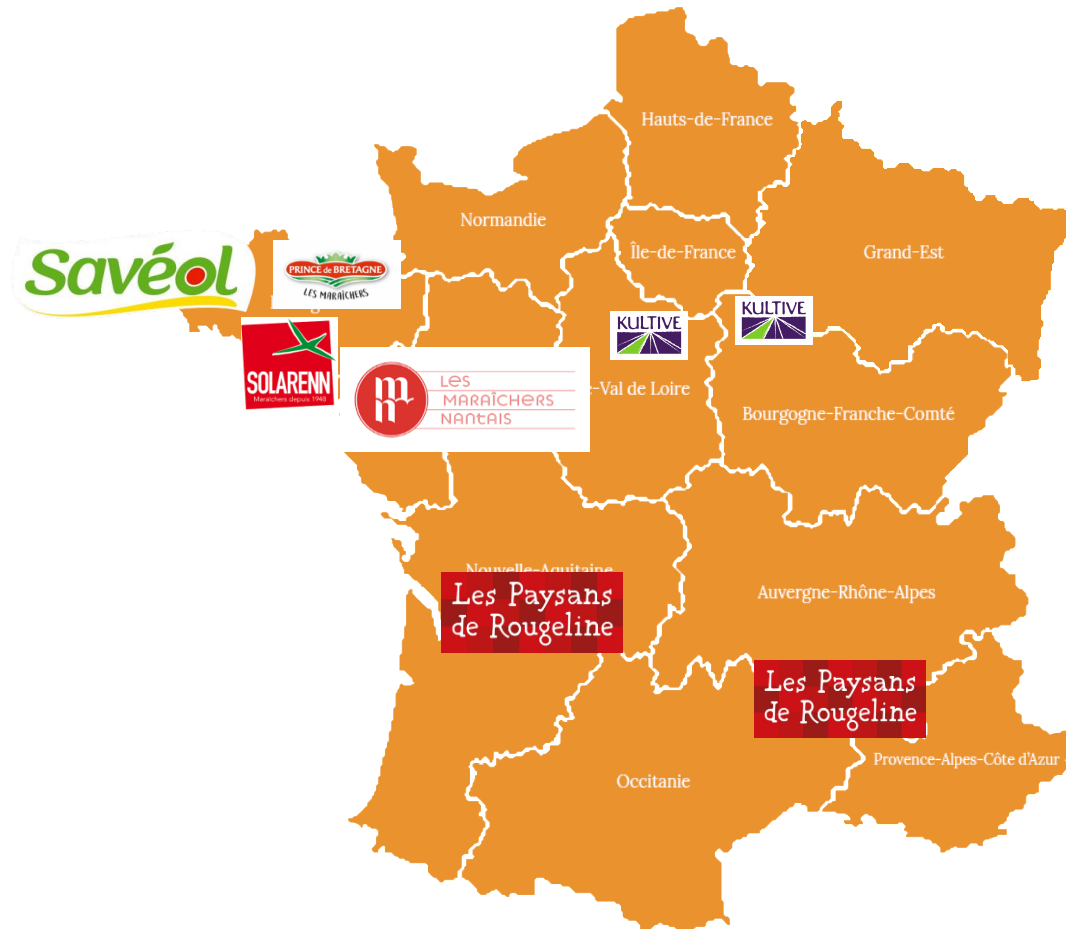 Hauts-de-France
Normandie
Île-de-France
Grand-Est
Savéol
PRINCE de BRETAGNE
LES MARAÎCHERS
KULTIVE
KULTIVE
SOLARENN
Maraîchers depuis 1948
LES
MARAÎCHERS
NANTAIS
-Val de Loire
Bourgogne-Franche-Comté
Nouvelle-Aquitaine
Les Paysans
de Rougeline
Auvergne-Rhône-Alpes
Les Paysans
de Rougeline
Provence-Alpes-Côte d'Azur
Occitanie